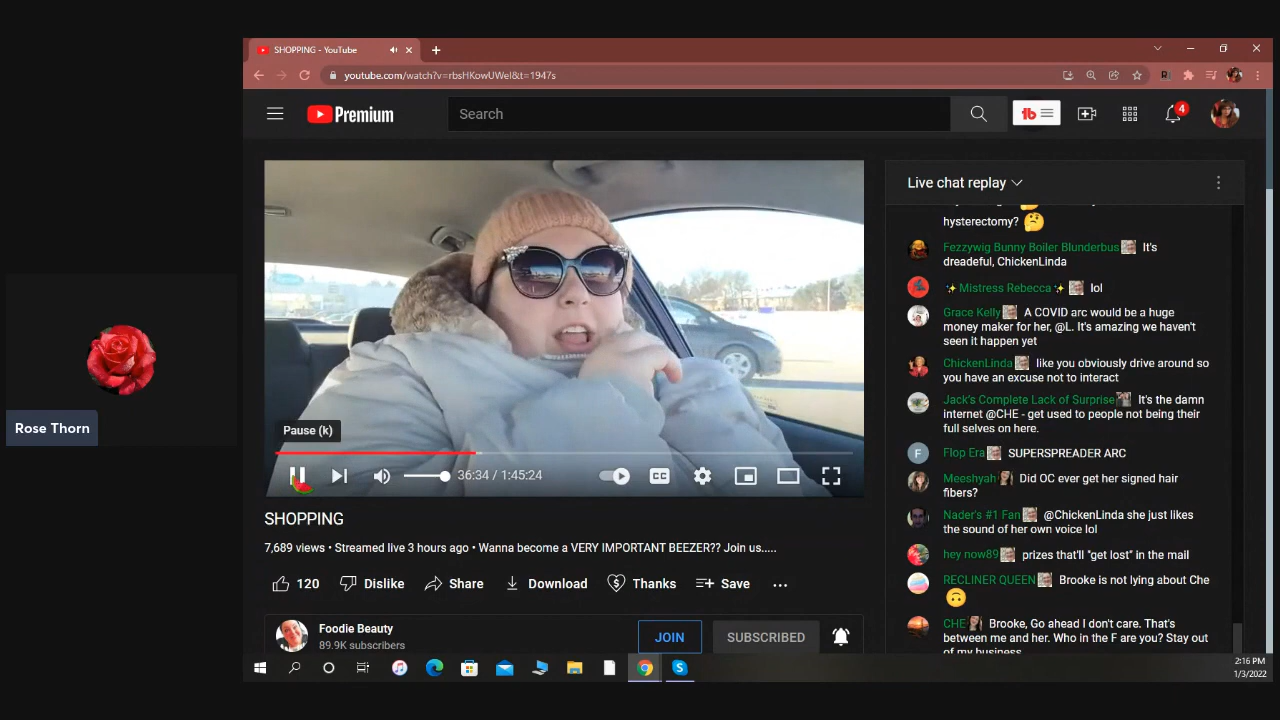 SHOPPING - YouTube
youtube.com/watch?v=rbsHKowUWeI&t=1947s
Premium
Search
4
Live chat replay
hysterectomy?
Fezzywig Bunny Boiler Blunderbus It's
dreadeful, ChickenLinda
Mistress Rebecca lol
Grace Kelly A COVID arc would be a huge
money maker for her, @L. It's amazing we haven't
seen it happen yet
ChickenLinda like you obviously drive around so
you have an excuse not to interact
Jack's Complete Lack of Surprise It's the damn
internet @CHE - get used to people not being their
full selves on here.
F Flop Era SUPERSPREADER ARC
Meeshyah Did OC ever get her signed hair
fibers?
Nader's #1 Fan @ChickenLinda she just likes
the sound of her own voice lol
hey now89 prizes that'll "get lost" in the mail
RECLINER QUEEN Brooke is not lying about Che
CHE Brooke, Go ahead I don't care. That's
between me and her. Who in the F are you? Stay out
of my business
Rose Thorn
Pause (k)
36:34 / 1:45:24
CC
SHOPPING
7,689 views • Streamed live 3 hours ago • Wanna become a VERY IMPORTANT BEEZER?? Join us.....
120 Dislike Share Download Thanks Save
Foodie Beauty
89.9K subscribers
JOIN
SUBSCRIBED
2:16 PM
1/3/2022